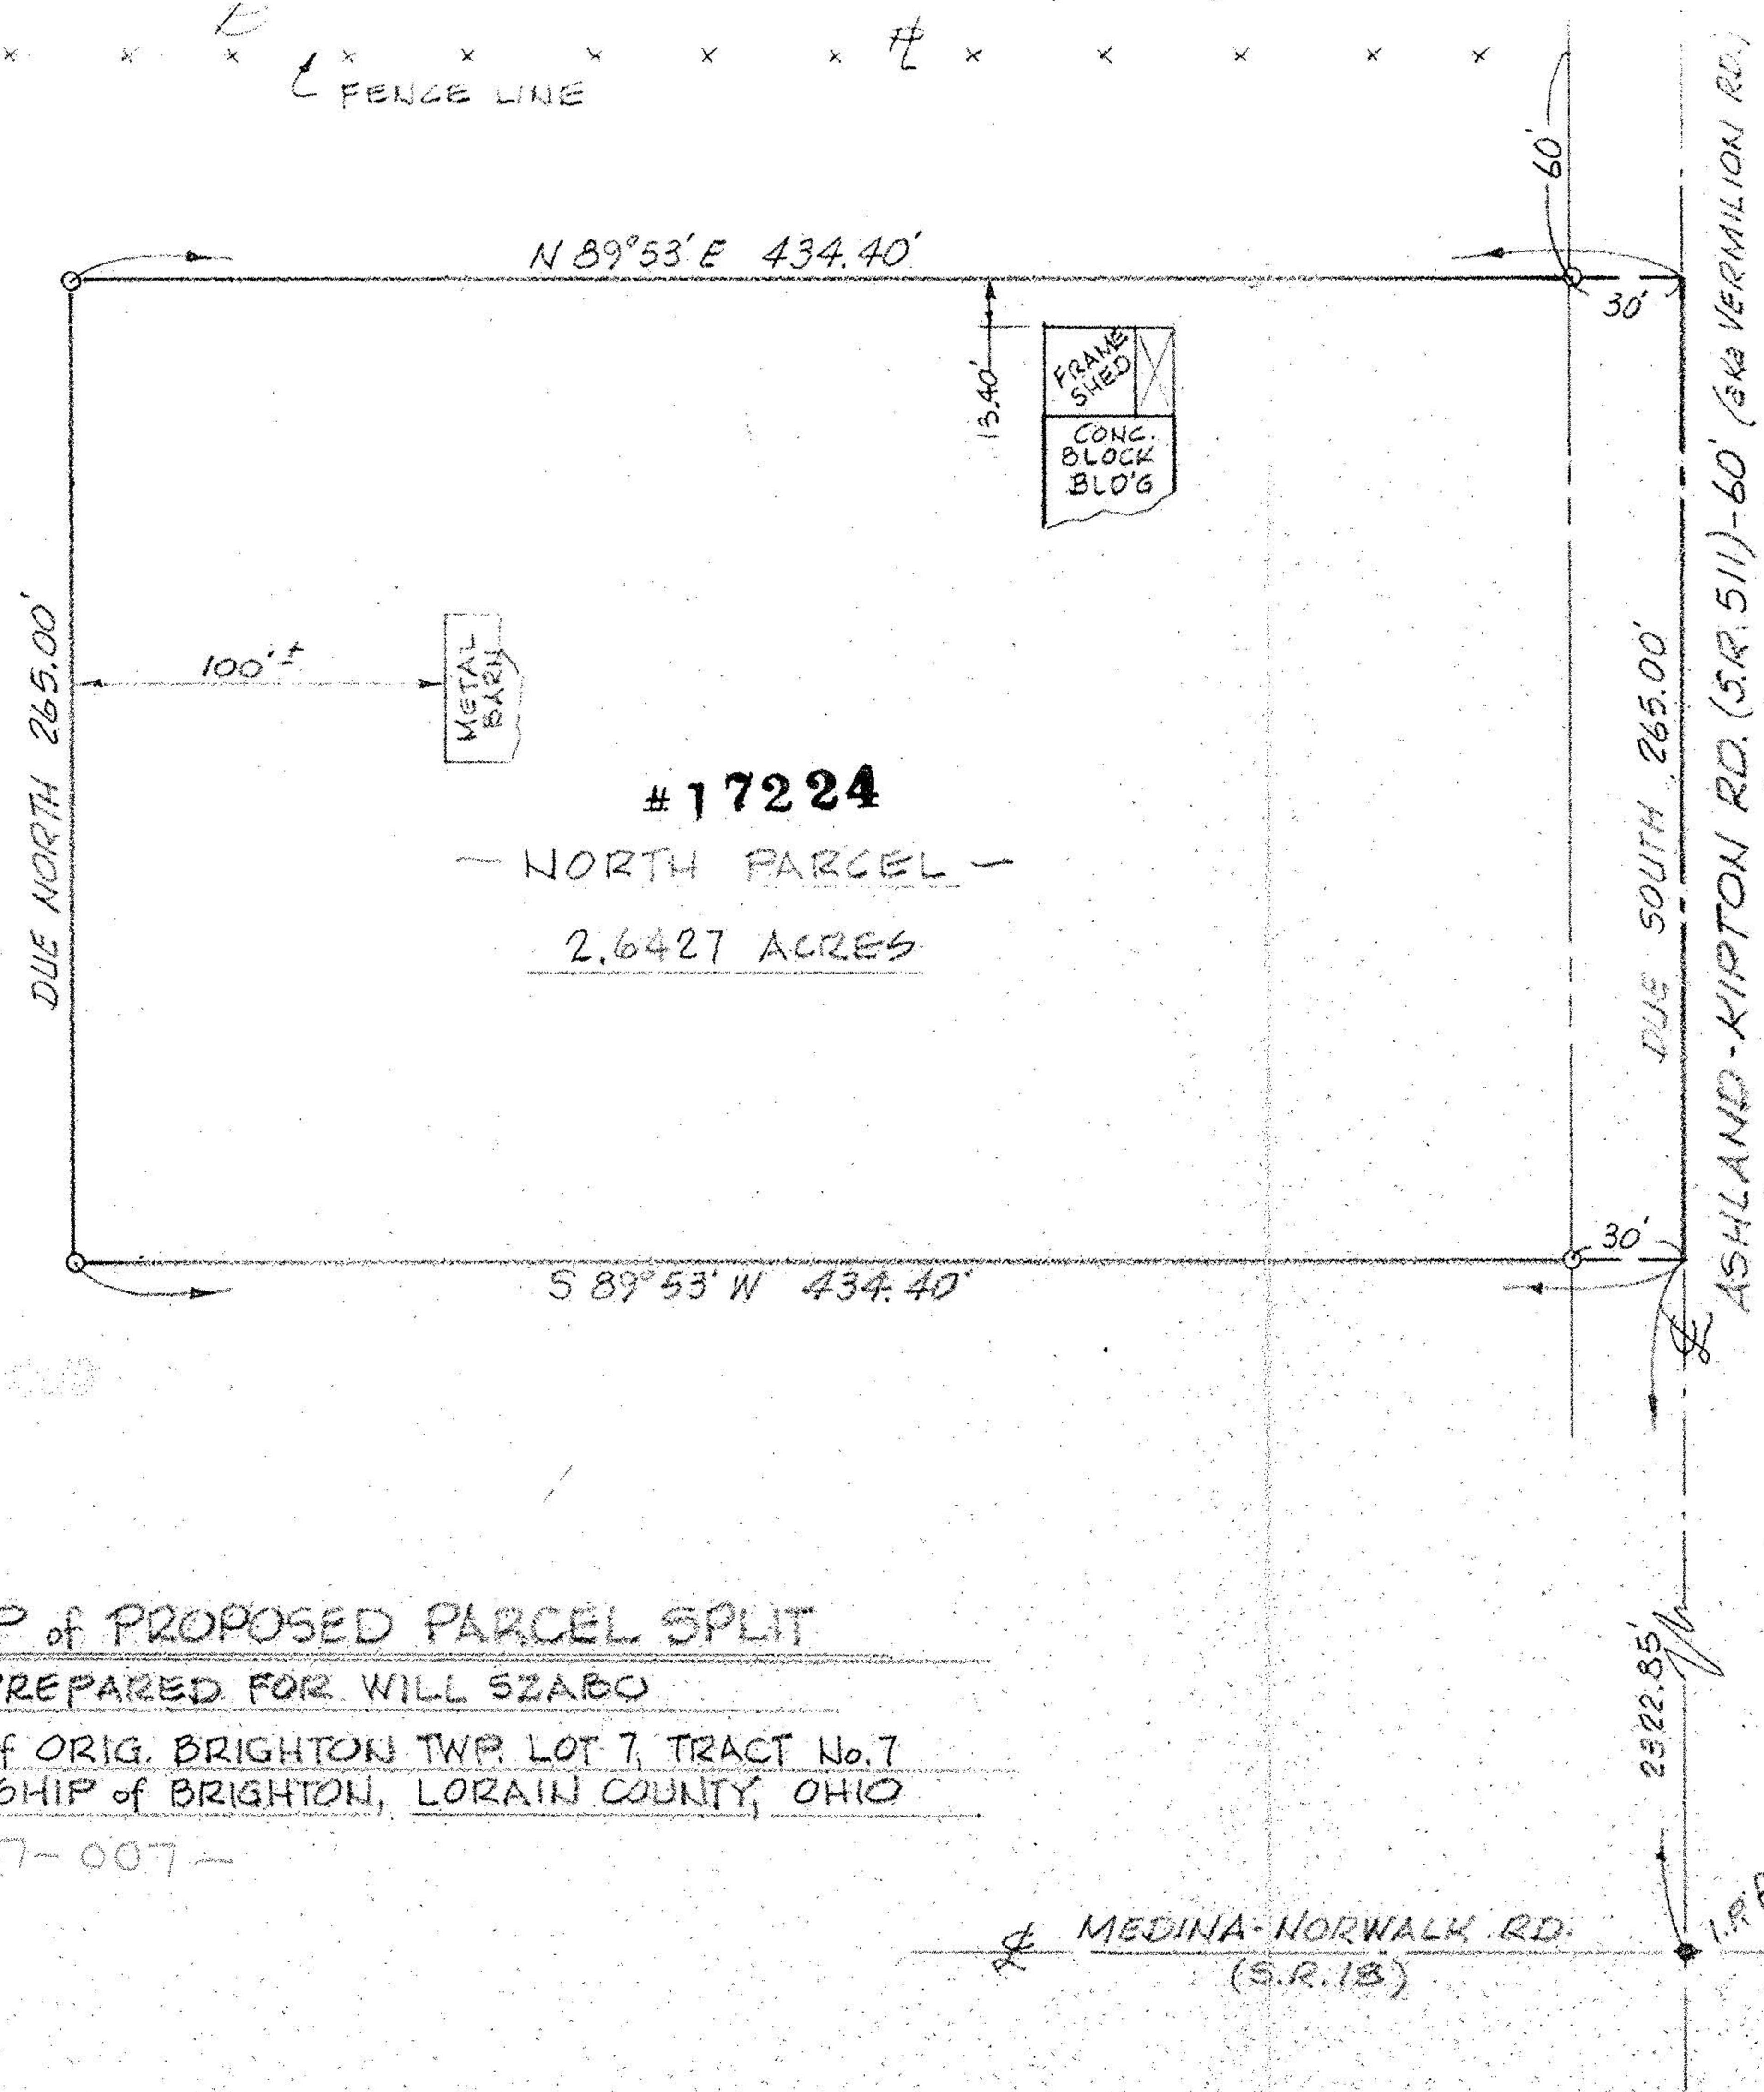 FENCE LINE
60'
N 89°53' E 434.40'
30'
13.40'
FRAME
SHED
CONC.
BLOCK
BLD'G
DUE NORTH 265.00'
100'±
METAL
BARN
#17224
— NORTH PARCEL —
2.6427 ACRES
DUE SOUTH 265.00'
ASHLAND-KIPTON RD. (S.R. 511)-60' (aka VERMILION RD.)
30'
S 89°53' W 434.40'
P of PROPOSED PARCEL SPLIT
REPARED FOR WILL SZABO
f ORIG. BRIGHTON TWP. LOT 7, TRACT No. 7
SHIP of BRIGHTON, LORAIN COUNTY, OHIO
7-007-
2322.85'
MEDINA-NORWALK RD.
(S.R. 18)